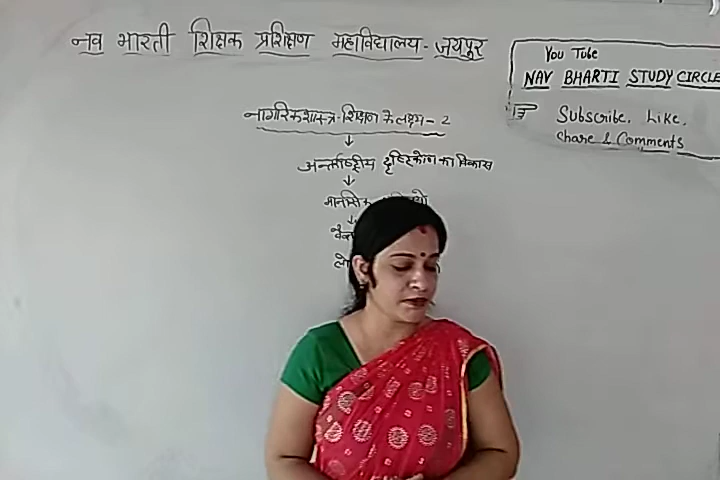 नव भारती शिक्षक प्रशिक्षण महाविद्यालय - जयपुर
You Tube
NAV BHARTI STUDY CIRCLE
Subscribe, Like,
Share & Comments
नागरिकशास्त्र - शिक्षण के लक्ष्य - 2
अन्तर्राष्ट्रीय दृष्टिकोण का विकास
मानसिक